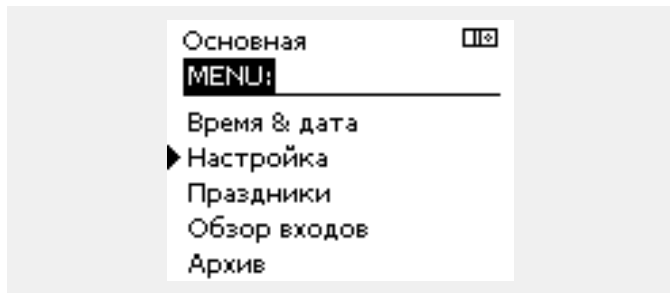 Основная
MENU:
Время & дата
Настройка
Праздники
Обзор входов
Архив